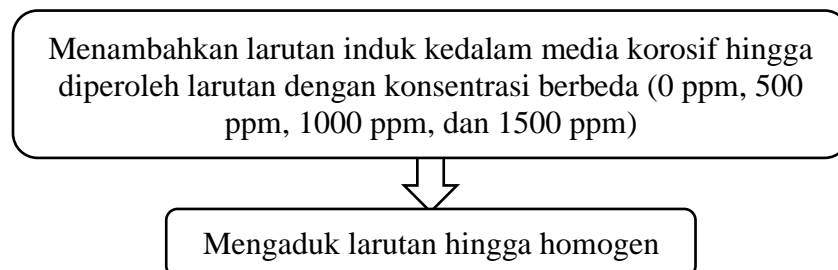 Menambahkan larutan induk kedalam media korosif hingga
diperoleh larutan dengan konsentrasi berbeda (0 ppm, 500
ppm, 1000 ppm, dan 1500 ppm)
Mengaduk larutan hingga homogen